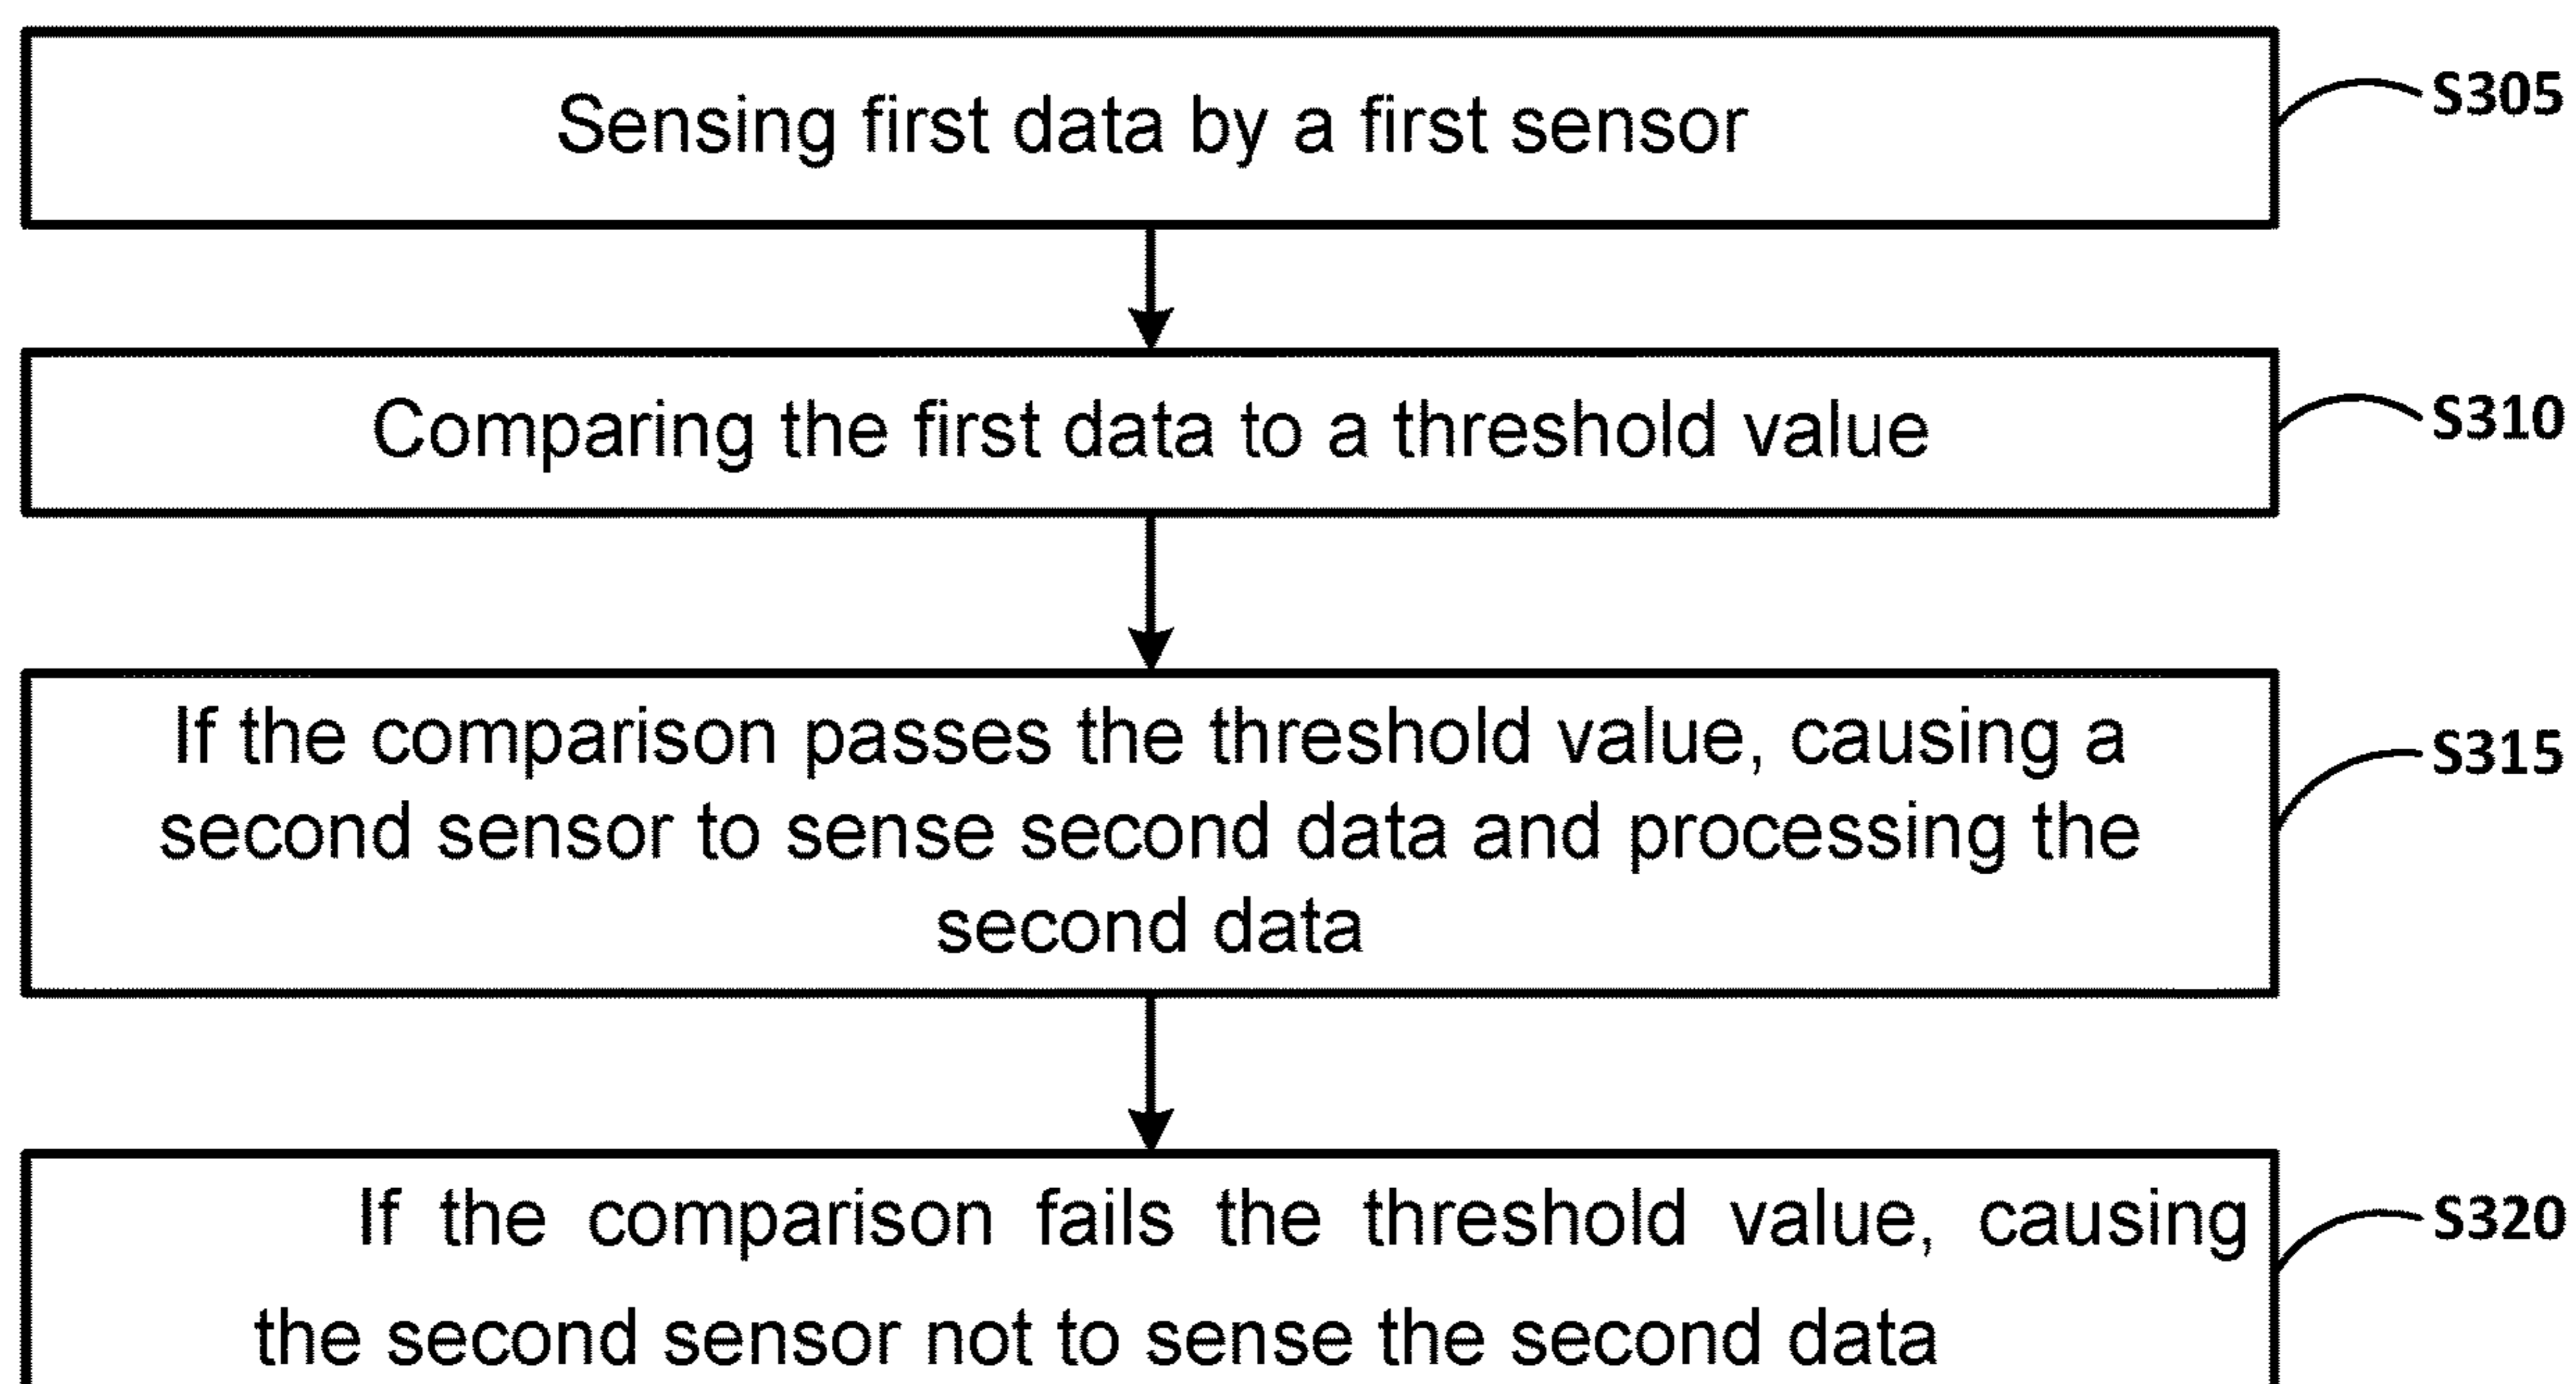 Sensing first data by a first sensor
S305
Comparing the first data to a threshold value
S310
If the comparison passes the threshold value, causing a
second sensor to sense second data and processing the
second data
S315
If the comparison fails the threshold value, causing
the second sensor not to sense the second data
S320